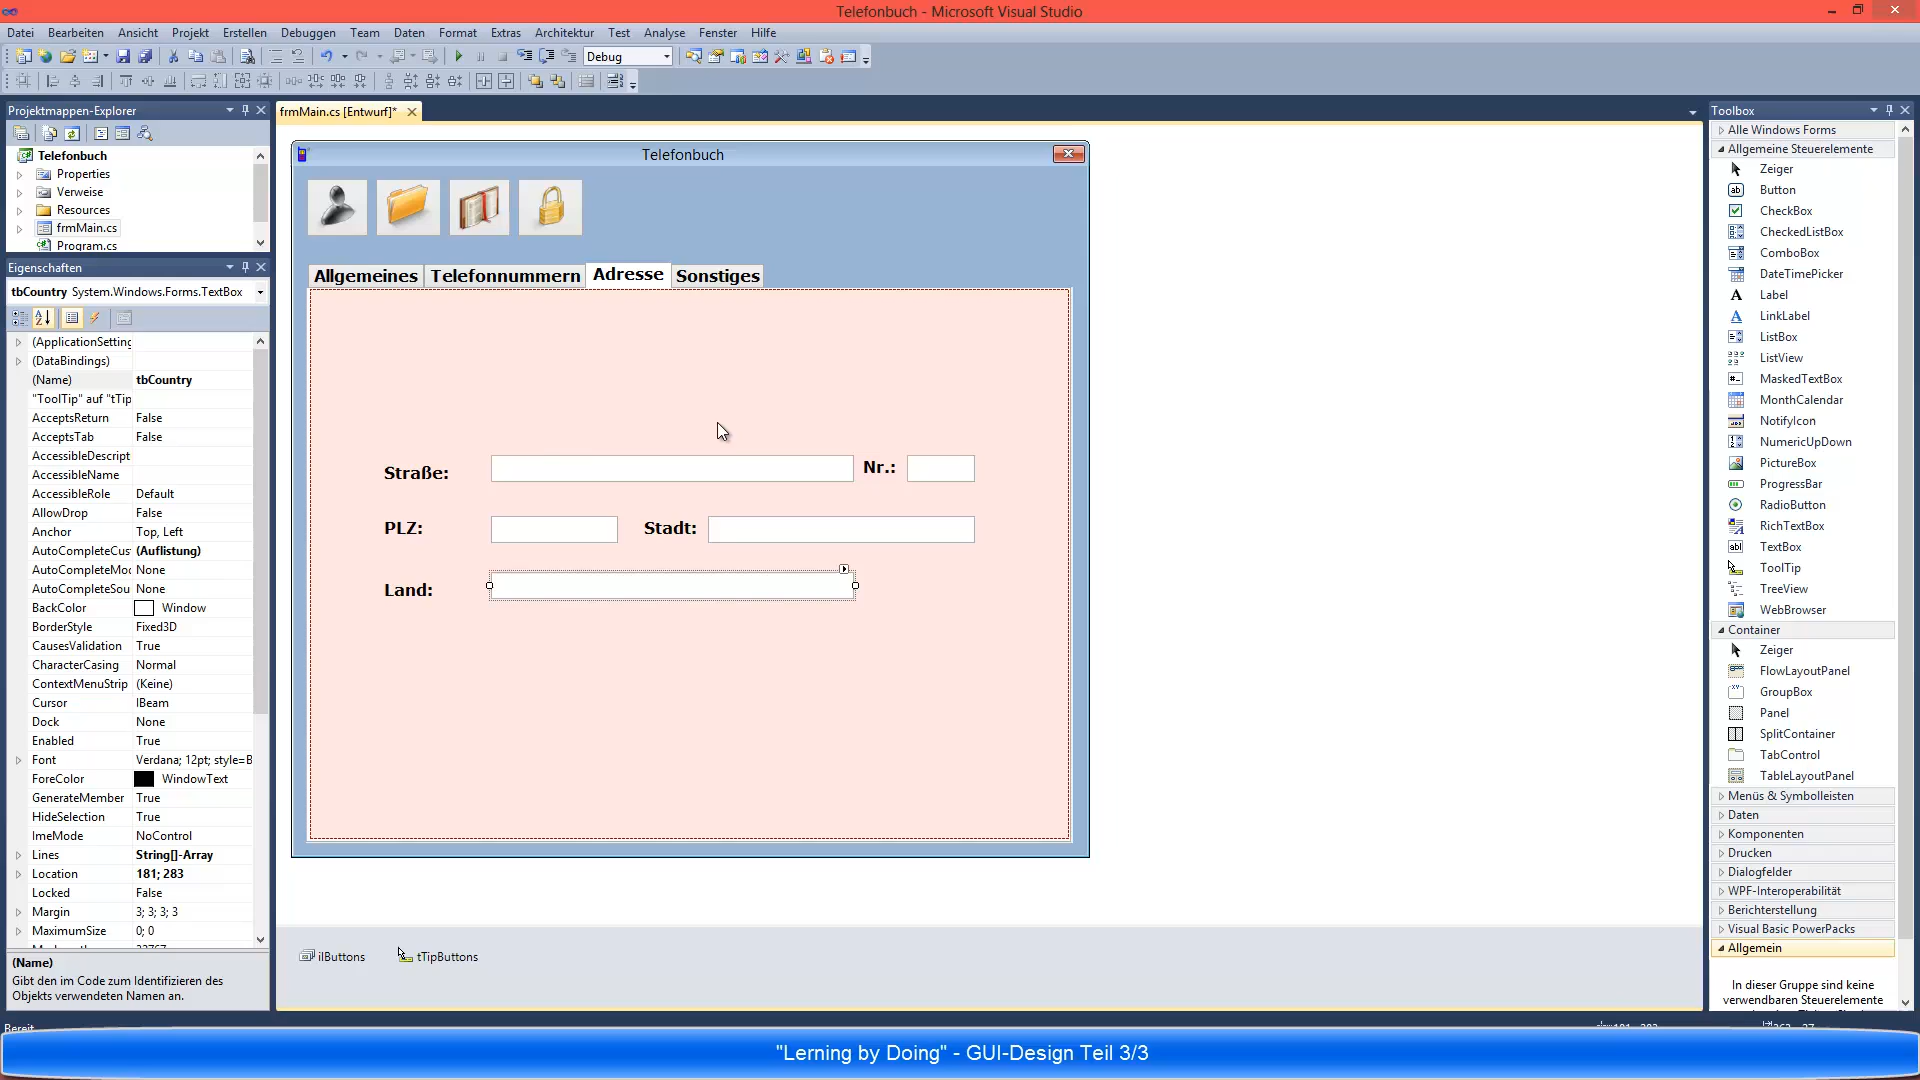 Telefonbuch - Microsoft Visual Studio
Datei Bearbeiten Ansicht Projekt Erstellen Debuggen Team Daten Format Extras Architektur Test Analyse Fenster Hilfe
Debug
Projektmappen-Explorer
Telefonbuch
Properties
Verweise
Resources
frmMain.cs
Program.cs
Eigenschaften
tbCountry System.Windows.Forms.TextBox
(ApplicationSetting
(DataBindings)
(Name) tbCountry
"ToolTip" auf "tTip
AcceptsReturn False
AcceptsTab False
AccessibleDescript
AccessibleName
AccessibleRole Default
AllowDrop False
Anchor Top, Left
AutoCompleteCus (Auflistung)
AutoCompleteMod None
AutoCompleteSou None
BackColor Window
BorderStyle Fixed3D
CausesValidation True
CharacterCasing Normal
ContextMenuStrip (Keine)
Cursor IBeam
Dock None
Enabled True
Font Verdana; 12pt; style=B
ForeColor WindowText
GenerateMember True
HideSelection True
ImeMode NoControl
Lines String[]-Array
Location 181; 283
Locked False
Margin 3; 3; 3; 3
MaximumSize 0; 0
(Name)
Gibt den im Code zum Identifizieren des
Objekts verwendeten Namen an.
frmMain.cs [Entwurf]*
Telefonbuch
Allgemeines Telefonnummern Adresse Sonstiges
Straße: Nr.:
PLZ: Stadt:
Land:
ilButtons tTipButtons
Toolbox
Alle Windows Forms
Allgemeine Steuerelemente
Zeiger
Button
CheckBox
CheckedListBox
ComboBox
DateTimePicker
Label
LinkLabel
ListBox
ListView
MaskedTextBox
MonthCalendar
NotifyIcon
NumericUpDown
PictureBox
ProgressBar
RadioButton
RichTextBox
TextBox
ToolTip
TreeView
WebBrowser
Container
Zeiger
FlowLayoutPanel
GroupBox
Panel
SplitContainer
TabControl
TableLayoutPanel
Menüs & Symbolleisten
Daten
Komponenten
Drucken
Dialogfelder
WPF-Interoperabilität
Berichterstellung
Visual Basic PowerPacks
Allgemein
In dieser Gruppe sind keine
verwendbaren Steuerelemente
Bereit
"Lerning by Doing" - GUI-Design Teil 3/3